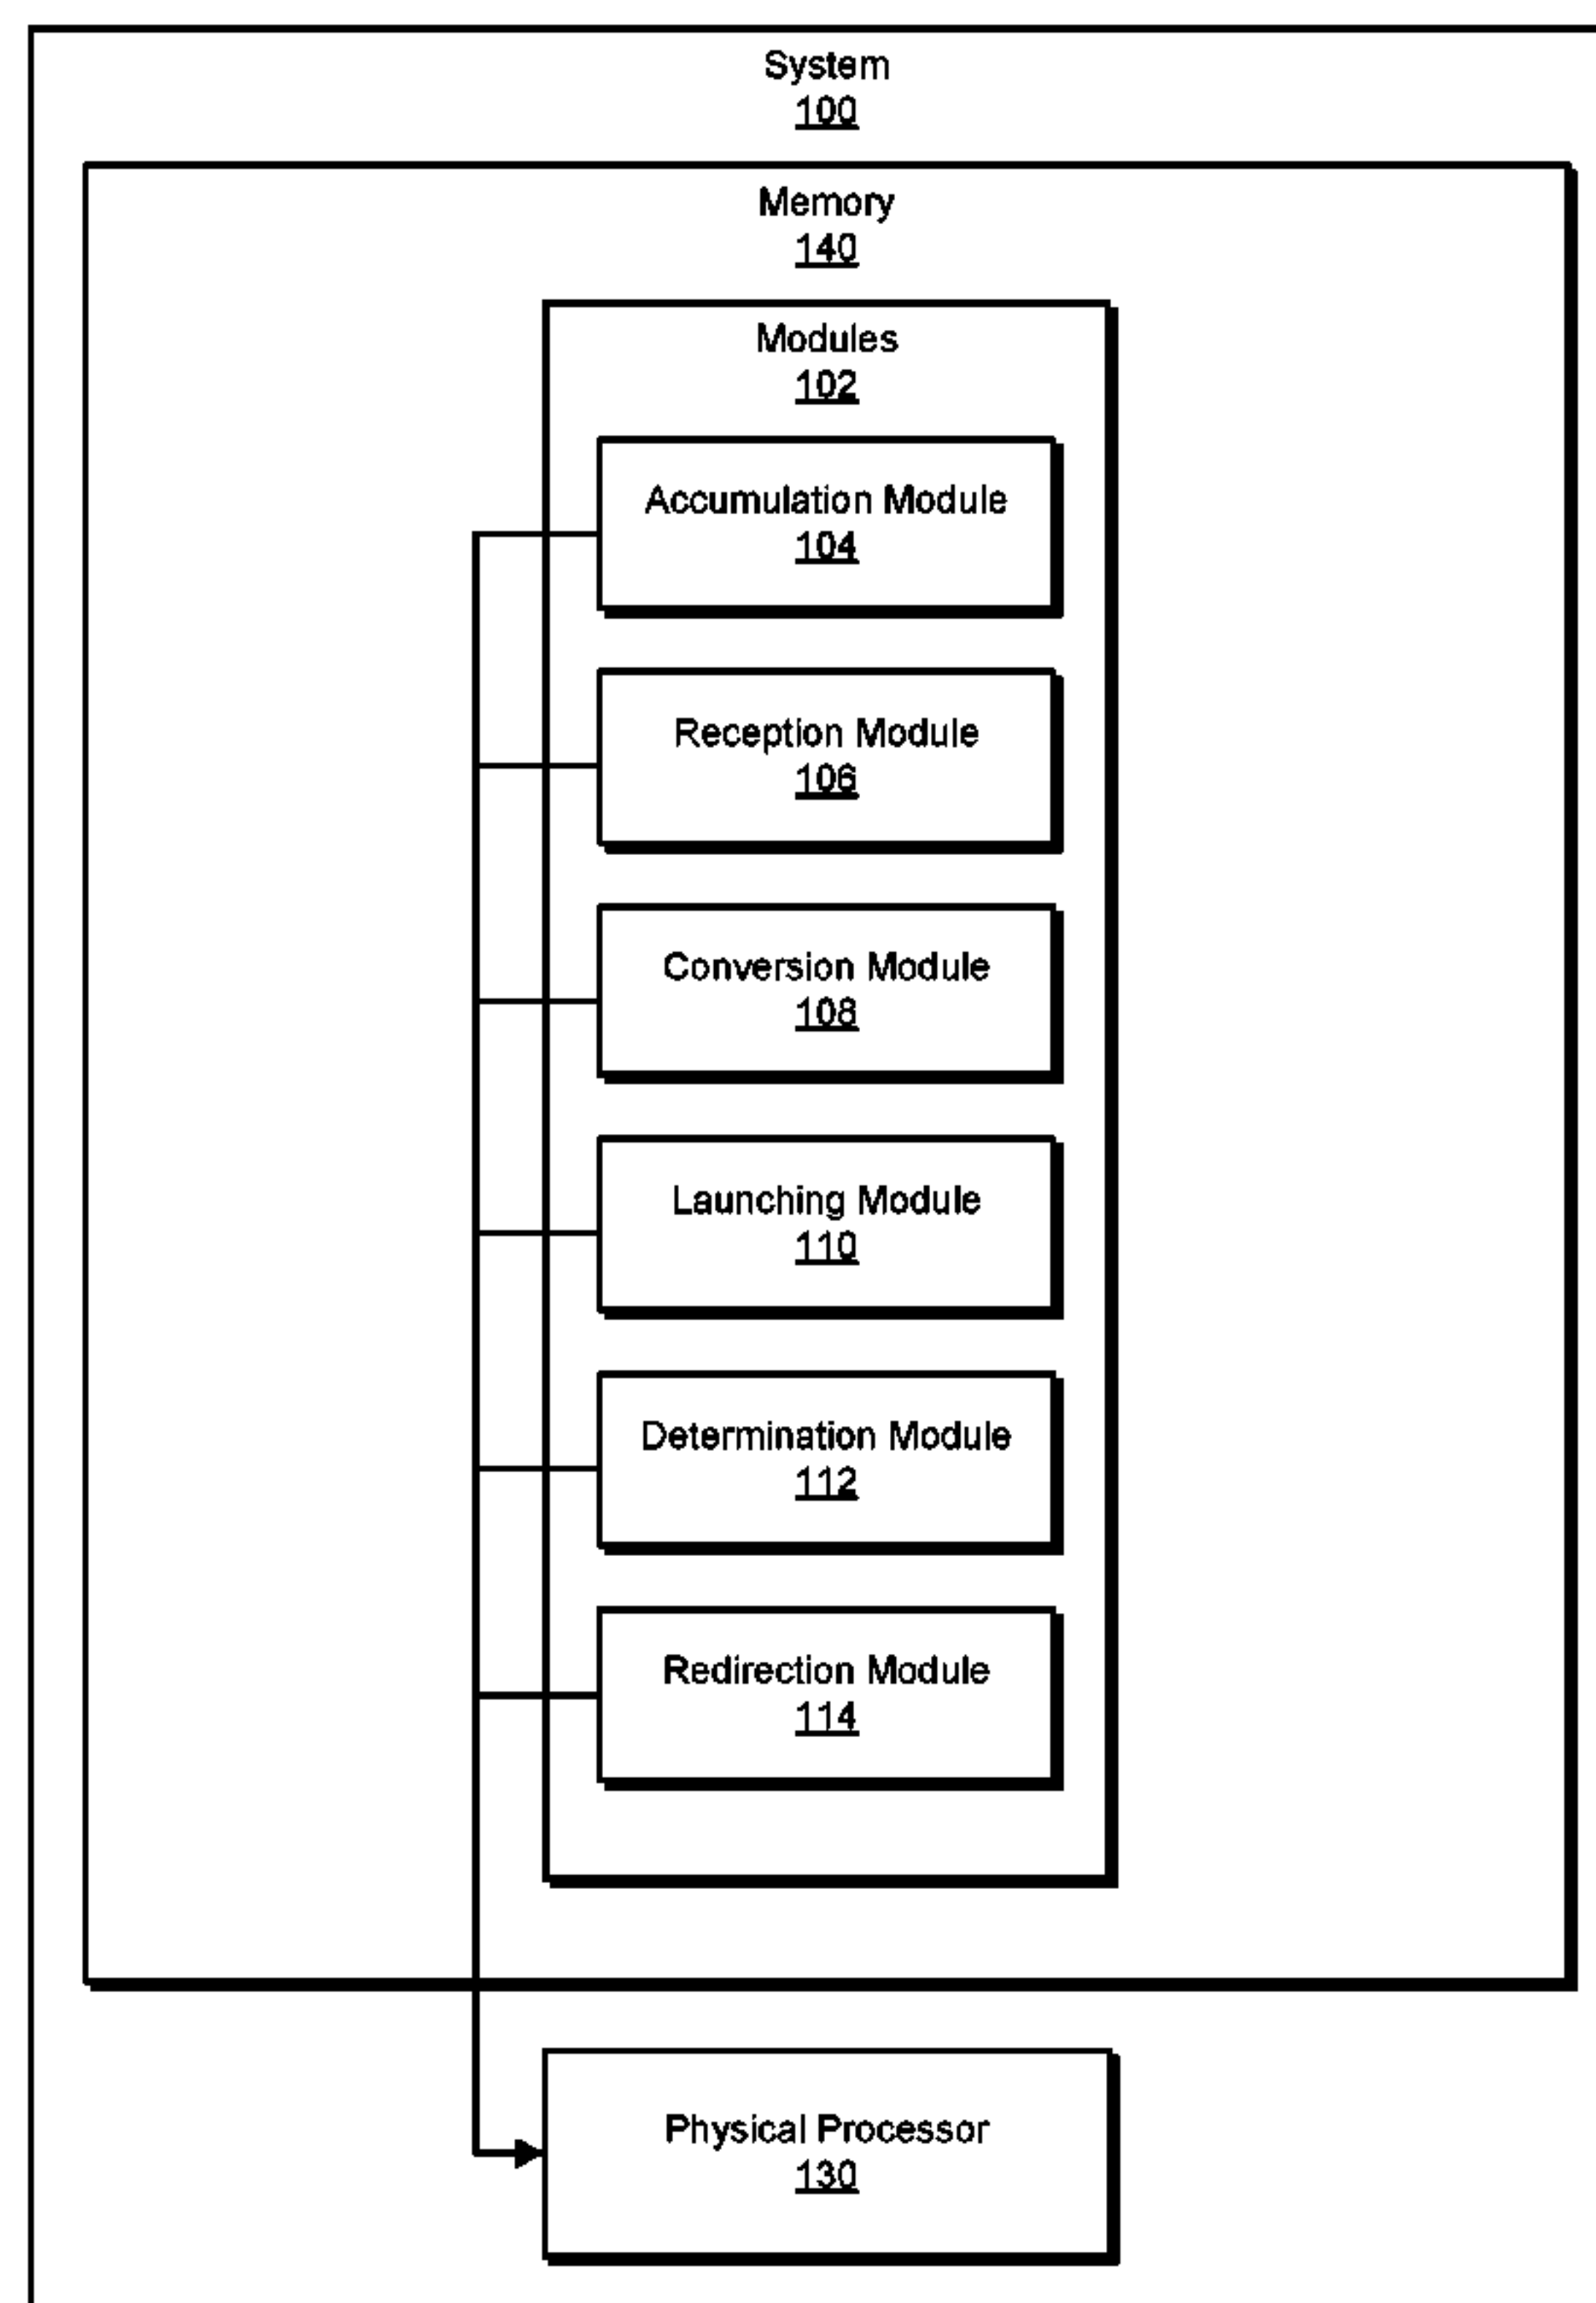 System
100
Memory
140
Modules
102
Accumulation Module
104
Reception Module
106
Conversion Module
108
Launching Module
110
Determination Module
112
Redirection Module
114
Physical Processor
130